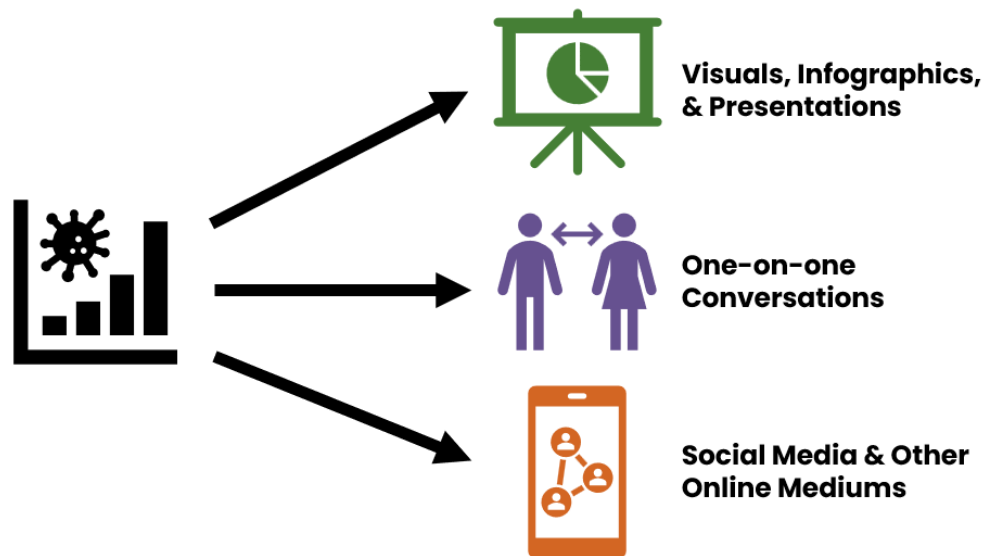 Visuals, Infographics,
& Presentations
One-on-one
Conversations
Social Media & Other
Online Mediums